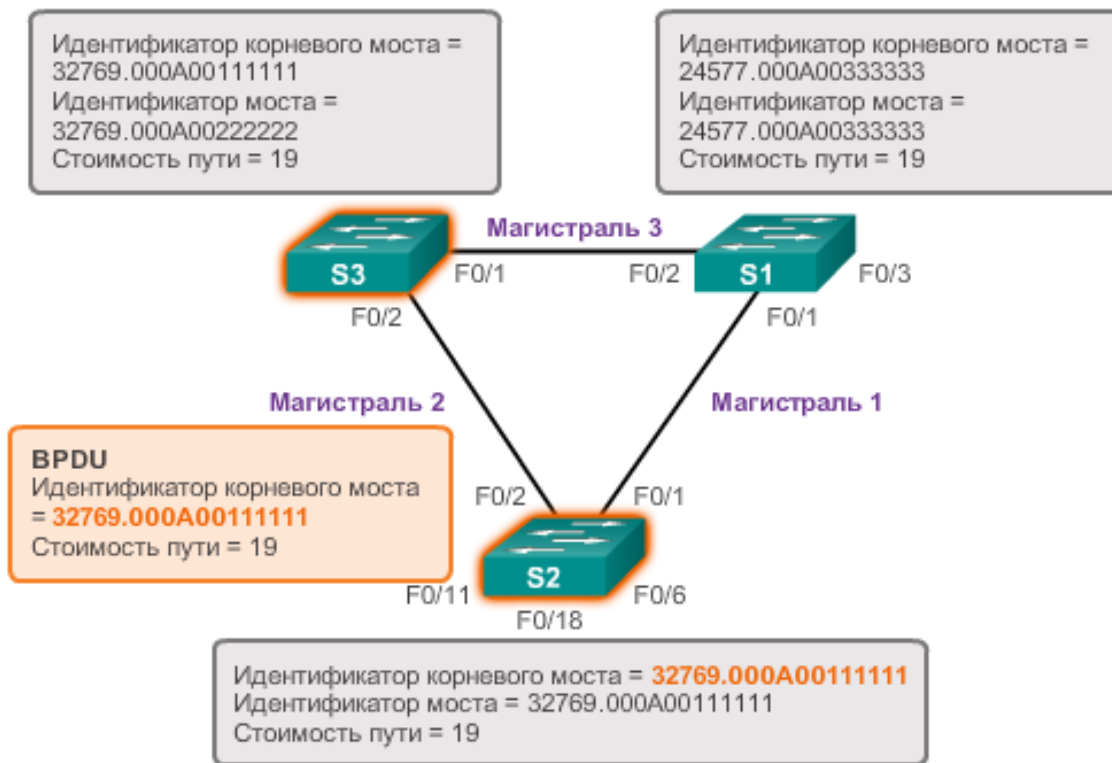 Идентификатор корневого моста =
32769.000A00111111
Идентификатор моста =
32769.000A00222222
Стоимость пути = 19
Идентификатор корневого моста =
24577.000A00333333
Идентификатор моста =
24577.000A00333333
Стоимость пути = 19
Магистраль 3
S3
F0/1
F0/2
S1
F0/3
F0/2
F0/1
Магистраль 2
Магистраль 1
BPDU
Идентификатор корневого моста
= 32769.000A00111111
Стоимость пути = 19
F0/2
F0/1
S2
F0/11
F0/6
F0/18
Идентификатор корневого моста = 32769.000A00111111
Идентификатор моста = 32769.000A00111111
Стоимость пути = 19